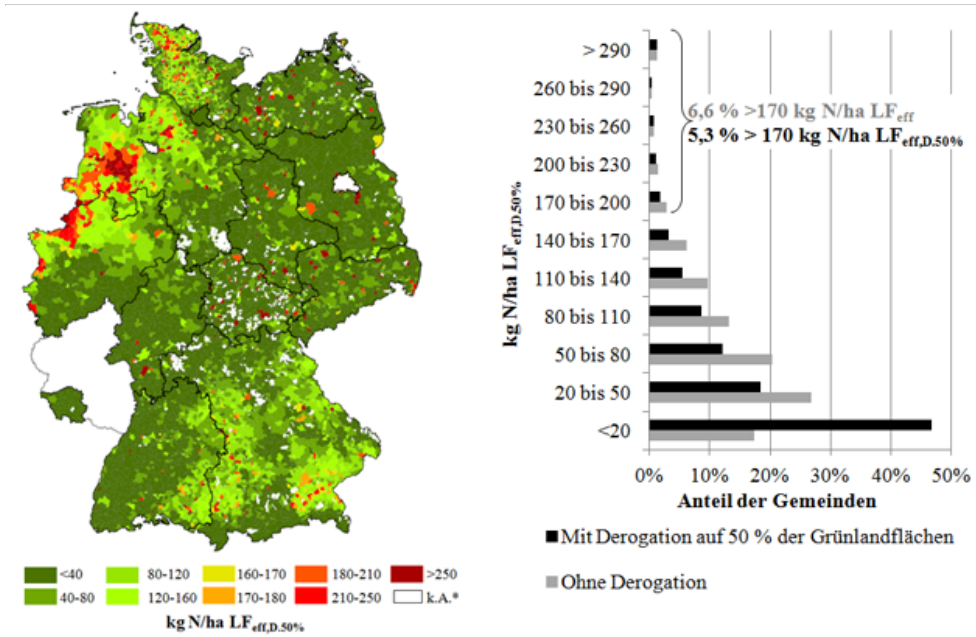 <40
80-120
160-170
180-210
>250
40-80
120-160
170-180
210-250
k.A.*
kg N/ha LFeff,D.50%
kg N/ha LFeff,D.50%
> 290
260 bis 290
230 bis 260
200 bis 230
170 bis 200
140 bis 170
110 bis 140
80 bis 110
50 bis 80
20 bis 50
<20
6,6 % >170 kg N/ha LFeff
5,3 % > 170 kg N/ha LFeff,D.50%
0% 10% 20% 30% 40% 50%
Anteil der Gemeinden
Mit Derogation auf 50 % der Grünlandflächen
Ohne Derogation